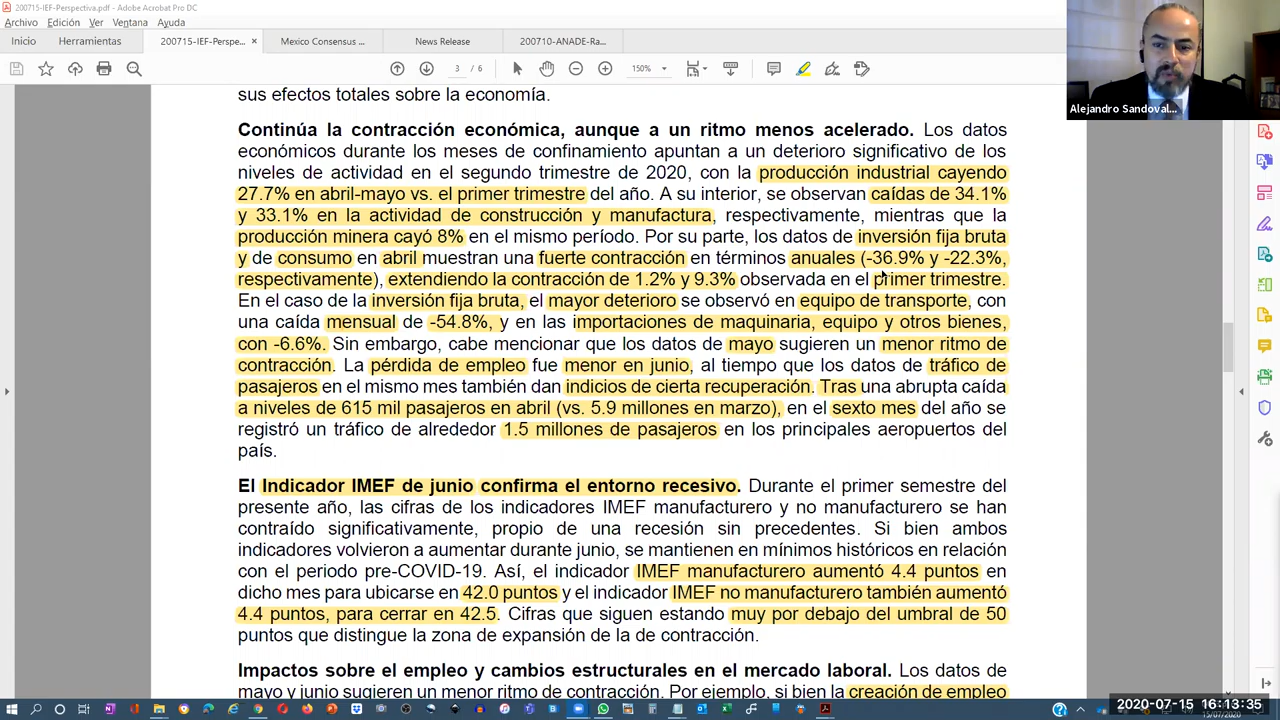 200715-IEF-Perspectiva.pdf - Adobe Acrobat Pro DC
Archivo Edición Ver Ventana Ayuda
Inicio Herramientas 200715-IEF-Perspe... × Mexico Consensus ... News Release 200710-ANADE-Ra...
3 / 6 150%
Alejandro Sandoval...
sus efectos totales sobre la economía.
Continúa la contracción económica, aunque a un ritmo menos acelerado. Los datos
económicos durante los meses de confinamiento apuntan a un deterioro significativo de los
niveles de actividad en el segundo trimestre de 2020, con la producción industrial cayendo
27.7% en abril-mayo vs. el primer trimestre del año. A su interior, se observan caídas de 34.1%
y 33.1% en la actividad de construcción y manufactura, respectivamente, mientras que la
producción minera cayó 8% en el mismo período. Por su parte, los datos de inversión fija bruta
y de consumo en abril muestran una fuerte contracción en términos anuales (-36.9% y -22.3%,
respectivamente), extendiendo la contracción de 1.2% y 9.3% observada en el primer trimestre.
En el caso de la inversión fija bruta, el mayor deterioro se observó en equipo de transporte, con
una caída mensual de -54.8%, y en las importaciones de maquinaria, equipo y otros bienes,
con -6.6%. Sin embargo, cabe mencionar que los datos de mayo sugieren un menor ritmo de
contracción. La pérdida de empleo fue menor en junio, al tiempo que los datos de tráfico de
pasajeros en el mismo mes también dan indicios de cierta recuperación. Tras una abrupta caída
a niveles de 615 mil pasajeros en abril (vs. 5.9 millones en marzo), en el sexto mes del año se
registró un tráfico de alrededor 1.5 millones de pasajeros en los principales aeropuertos del
país.
El Indicador IMEF de junio confirma el entorno recesivo. Durante el primer semestre del
presente año, las cifras de los indicadores IMEF manufacturero y no manufacturero se han
contraído significativamente, propio de una recesión sin precedentes. Si bien ambos
indicadores volvieron a aumentar durante junio, se mantienen en mínimos históricos en relación
con el periodo pre-COVID-19. Así, el indicador IMEF manufacturero aumentó 4.4 puntos en
dicho mes para ubicarse en 42.0 puntos y el indicador IMEF no manufacturero también aumentó
4.4 puntos, para cerrar en 42.5. Cifras que siguen estando muy por debajo del umbral de 50
puntos que distingue la zona de expansión de la de contracción.
Impactos sobre el empleo y cambios estructurales en el mercado laboral. Los datos de
mayo y junio sugieren un menor ritmo de contracción. Por ejemplo, si bien la creación de empleo
2020-07-15 16:13:35
15/07/2020